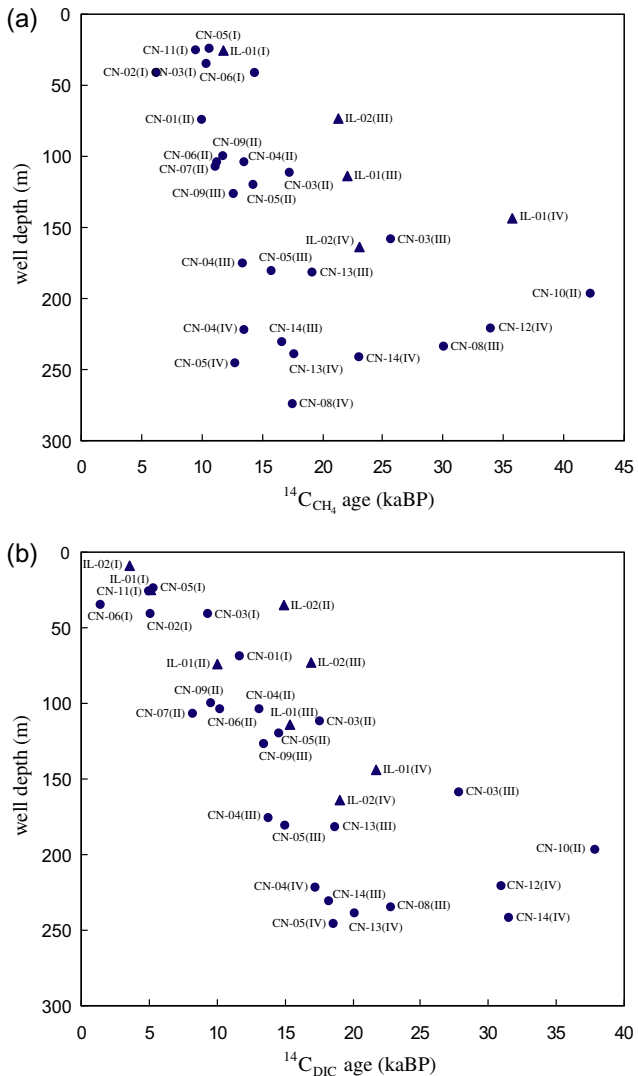 (a)
0
CN-05(I)
CN-11(I) IL-01(I)
CN-02(I) CN-03(I)
CN-06(I)
50
CN-01(II) IL-02(III)
CN-09(II)
100
CN-06(II) CN-04(II)
CN-07(II)
CN-03(II) IL-01(III)
CN-09(III) CN-05(II)
150
IL-01(IV)
IL-02(IV) CN-03(III)
CN-05(III)
CN-04(III)
CN-13(III)
200
CN-10(II)
CN-04(IV) CN-14(III) CN-12(IV)
CN-08(III)
250
CN-05(IV) CN-13(IV) CN-14(IV)
CN-08(IV)
300
well depth (m)
0 5 10 15 20 25 30 35 40 45
14CCH4 age (kaBP)
(b)
0
IL-02(I)
IL-01(I)
CN-11(I) CN-05(I)
CN-06(I) CN-02(I) CN-03(I) IL-02(II)
50
CN-01(I)
IL-01(II) IL-02(III)
100
CN-09(II) CN-04(II)
CN-07(II) CN-06(II) IL-01(III) CN-03(II)
CN-05(II)
CN-09(III)
150
IL-01(IV)
IL-02(IV) CN-03(III)
CN-04(III)
CN-05(III) CN-13(III)
200
CN-10(II)
CN-04(IV) CN-14(III) CN-12(IV)
CN-08(III)
250
CN-05(IV) CN-13(IV) CN-14(IV)
300
well depth (m)
0 5 10 15 20 25 30 35 40
14CDIC age (kaBP)